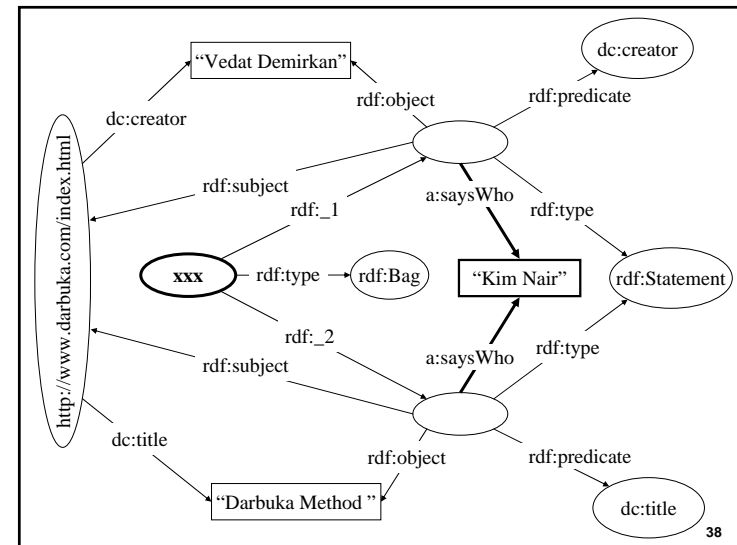 “Vedat Demirkan”
dc:creator
rdf:object
rdf:predicate
dc:creator
http://www.darbuka.com/index.html
rdf:subject
a:saysWho
rdf:type
rdf:_1
xxx
rdf:type
rdf:Bag
“Kim Nair”
rdf:Statement
rdf:_2
rdf:subject
a:saysWho
rdf:type
dc:title
rdf:object
rdf:predicate
“Darbuka Method ”
dc:title
38